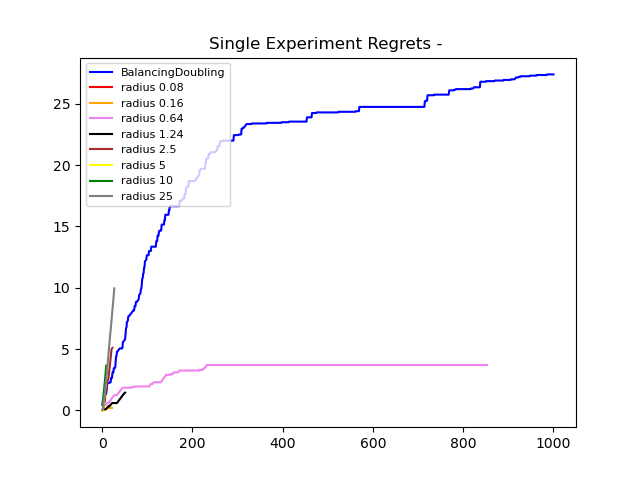 Single Experiment Regrets -
BalancingDoubling
radius 0.08
radius 0.16
radius 0.64
radius 1.24
radius 2.5
radius 5
radius 10
radius 25
25
20
15
10
5
0
0 200 400 600 800 1000